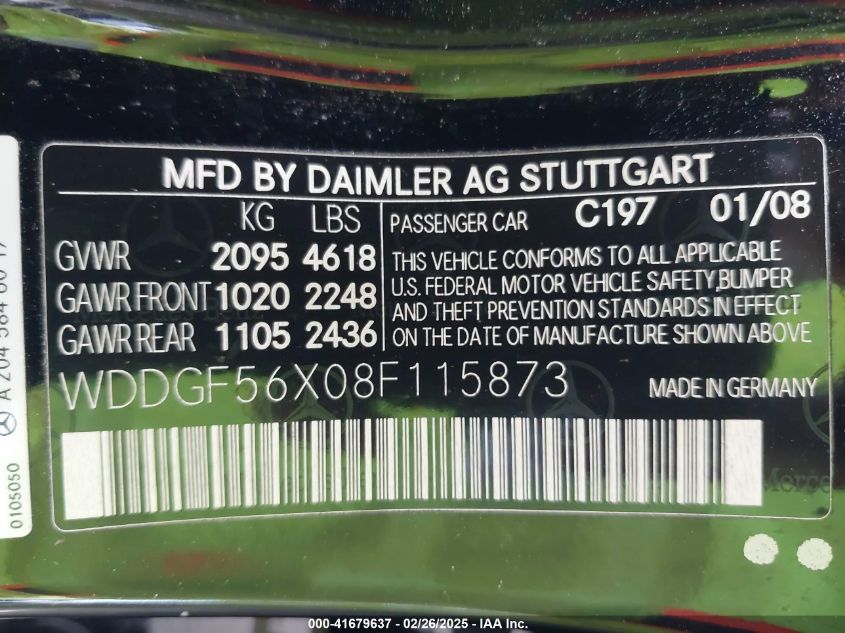 MFD BY DAIMLER AG STUTTGART
KG LBS
GVWR 2095 4618
GAWR FRONT 1020 2248
GAWR REAR 1105 2436
PASSENGER CAR C197 01/08
THIS VEHICLE CONFORMS TO ALL APPLICABLE
U.S. FEDERAL MOTOR VEHICLE SAFETY,BUMPER
AND THEFT PREVENTION STANDARDS IN EFFECT
ON THE DATE OF MANUFACTURE SHOWN ABOVE
WDDGF56X08F115873
MADE IN GERMANY
A 204 584
0105050
000-41679637 - 02/26/2025 - IAA Inc.